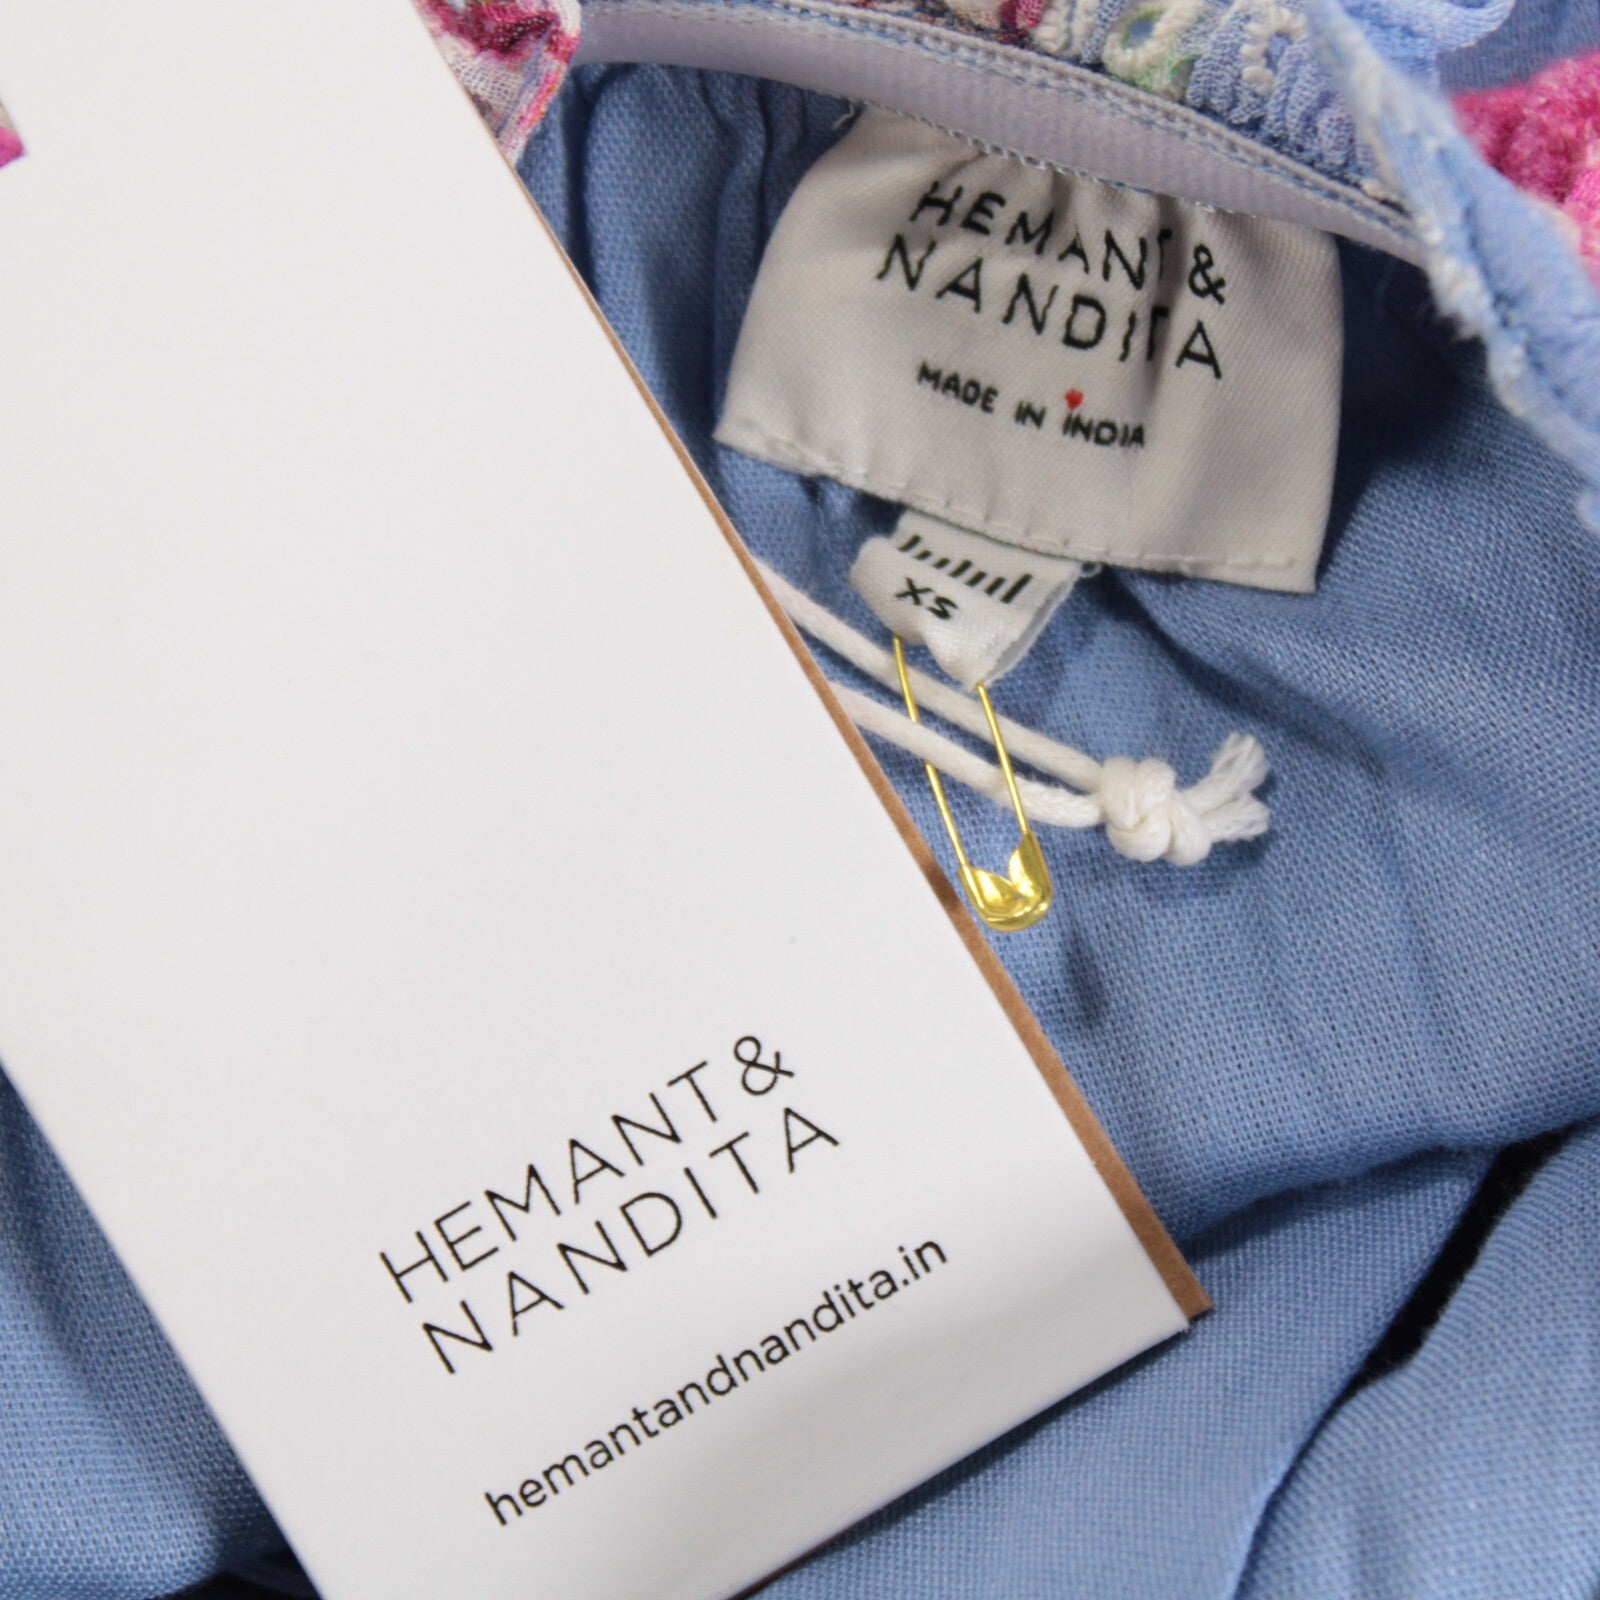 HEMANT &
NANDITA
MADE IN INDIA
XS
HEMANT &
NANDITA
hemantandnandita.in